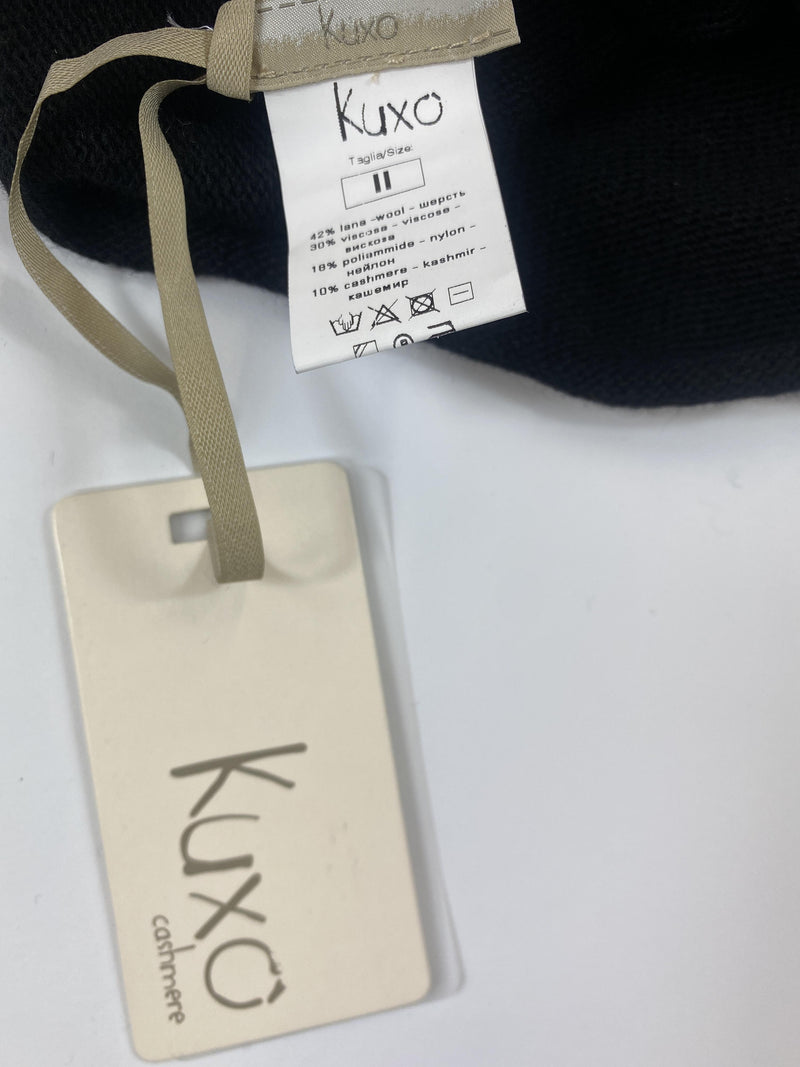 Kuxo
Kuxo
Taglia/Size:
II
42% lana -wool - шерсть
30% viscosa - viscose -
вискова
18% poliammide - nylon -
нейлон
10% cashmere - kashmir -
кашемир
Kuxo
cashmere